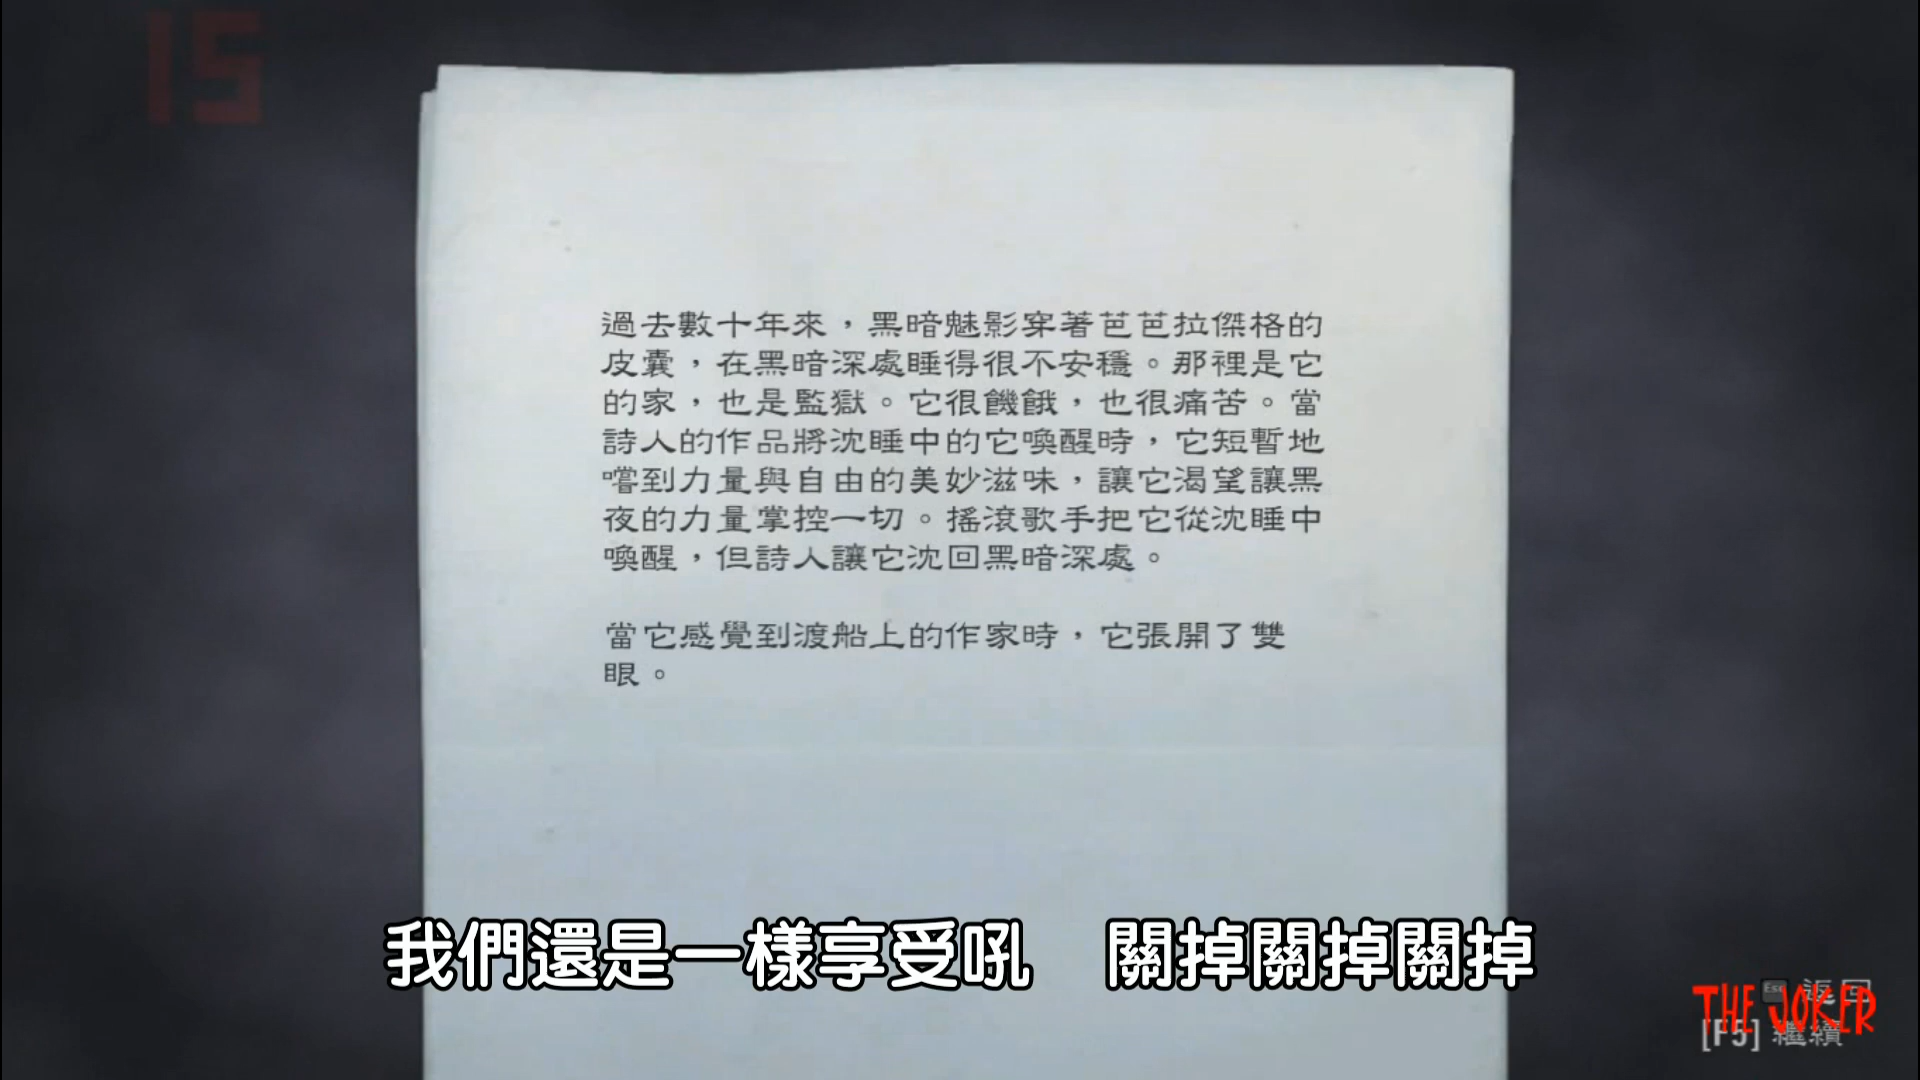 15
過去數十年來，黑暗魅影穿著芭芭拉傑格的
皮囊，在黑暗深處睡得很不安穩。那裡是它
的家，也是監獄。它很饑餓，也很痛苦。當
詩人的作品將沈睡中的它喚醒時，它短暫地
嚐到力量與自由的美妙滋味，讓它渴望讓黑
夜的力量掌控一切。搖滾歌手把它從沈睡中
喚醒，但詩人讓它沈回黑暗深處。
當它感覺到渡船上的作家時，它張開了雙
眼。
我們還是一樣享受吼　關掉關掉關掉
Esc 返回
THE JOKER
[F5] 繼續